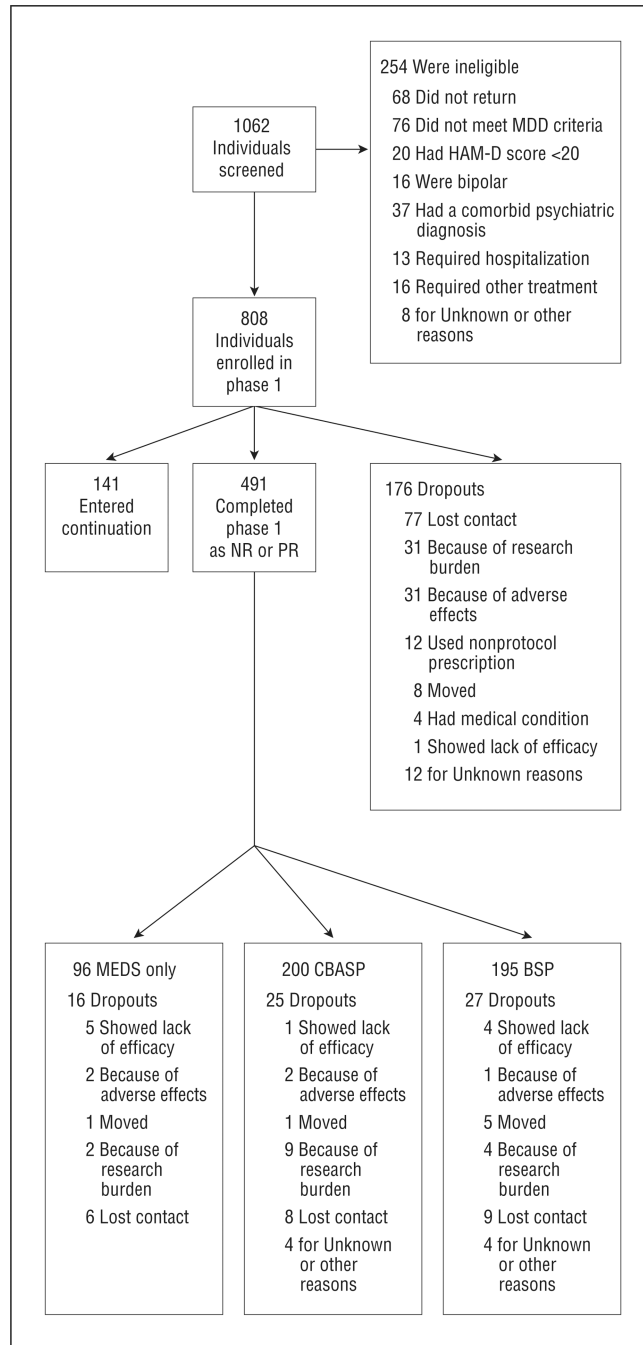 1062
Individuals
screened
254 Were ineligible
68 Did not return
76 Did not meet MDD criteria
20 Had HAM-D score <20
16 Were bipolar
37 Had a comorbid psychiatric
diagnosis
13 Required hospitalization
16 Required other treatment
8 for Unknown or other
reasons
808
Individuals
enrolled in
phase 1
141
Entered
continuation
491
Completed
phase 1
as NR or PR
176 Dropouts
77 Lost contact
31 Because of research
burden
31 Because of adverse
effects
12 Used nonprotocol
prescription
8 Moved
4 Had medical condition
1 Showed lack of efficacy
12 for Unknown reasons
96 MEDS only
16 Dropouts
5 Showed lack
of efficacy
2 Because of
adverse effects
1 Moved
2 Because of
research
burden
6 Lost contact
200 CBASP
25 Dropouts
1 Showed lack
of efficacy
2 Because of
adverse effects
1 Moved
9 Because of
research
burden
8 Lost contact
4 for Unknown
or other
reasons
195 BSP
27 Dropouts
4 Showed lack
of efficacy
1 Because of
adverse effects
5 Moved
4 Because of
research
burden
9 Lost contact
4 for Unknown
or other
reasons